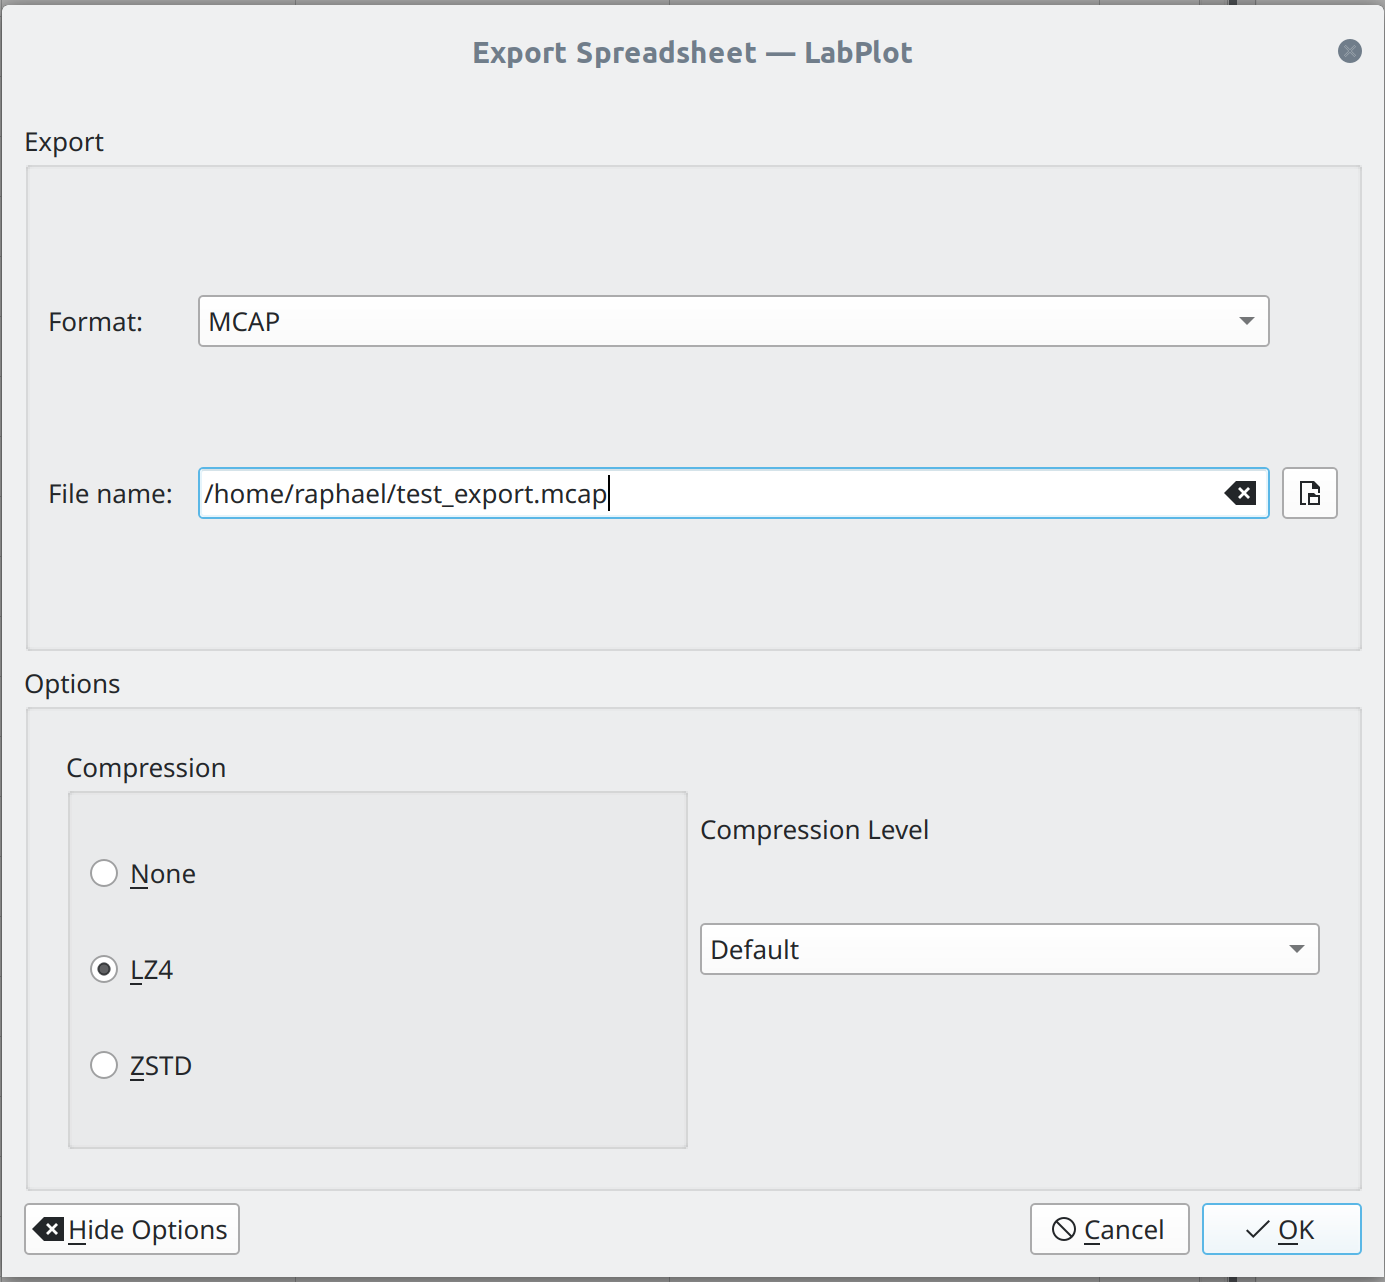 Export Spreadsheet — LabPlot
Export
Format: MCAP
File name: /home/raphael/test_export.mcap
Options
Compression
Compression Level
None
Default
LZ4
ZSTD
Hide Options Cancel OK